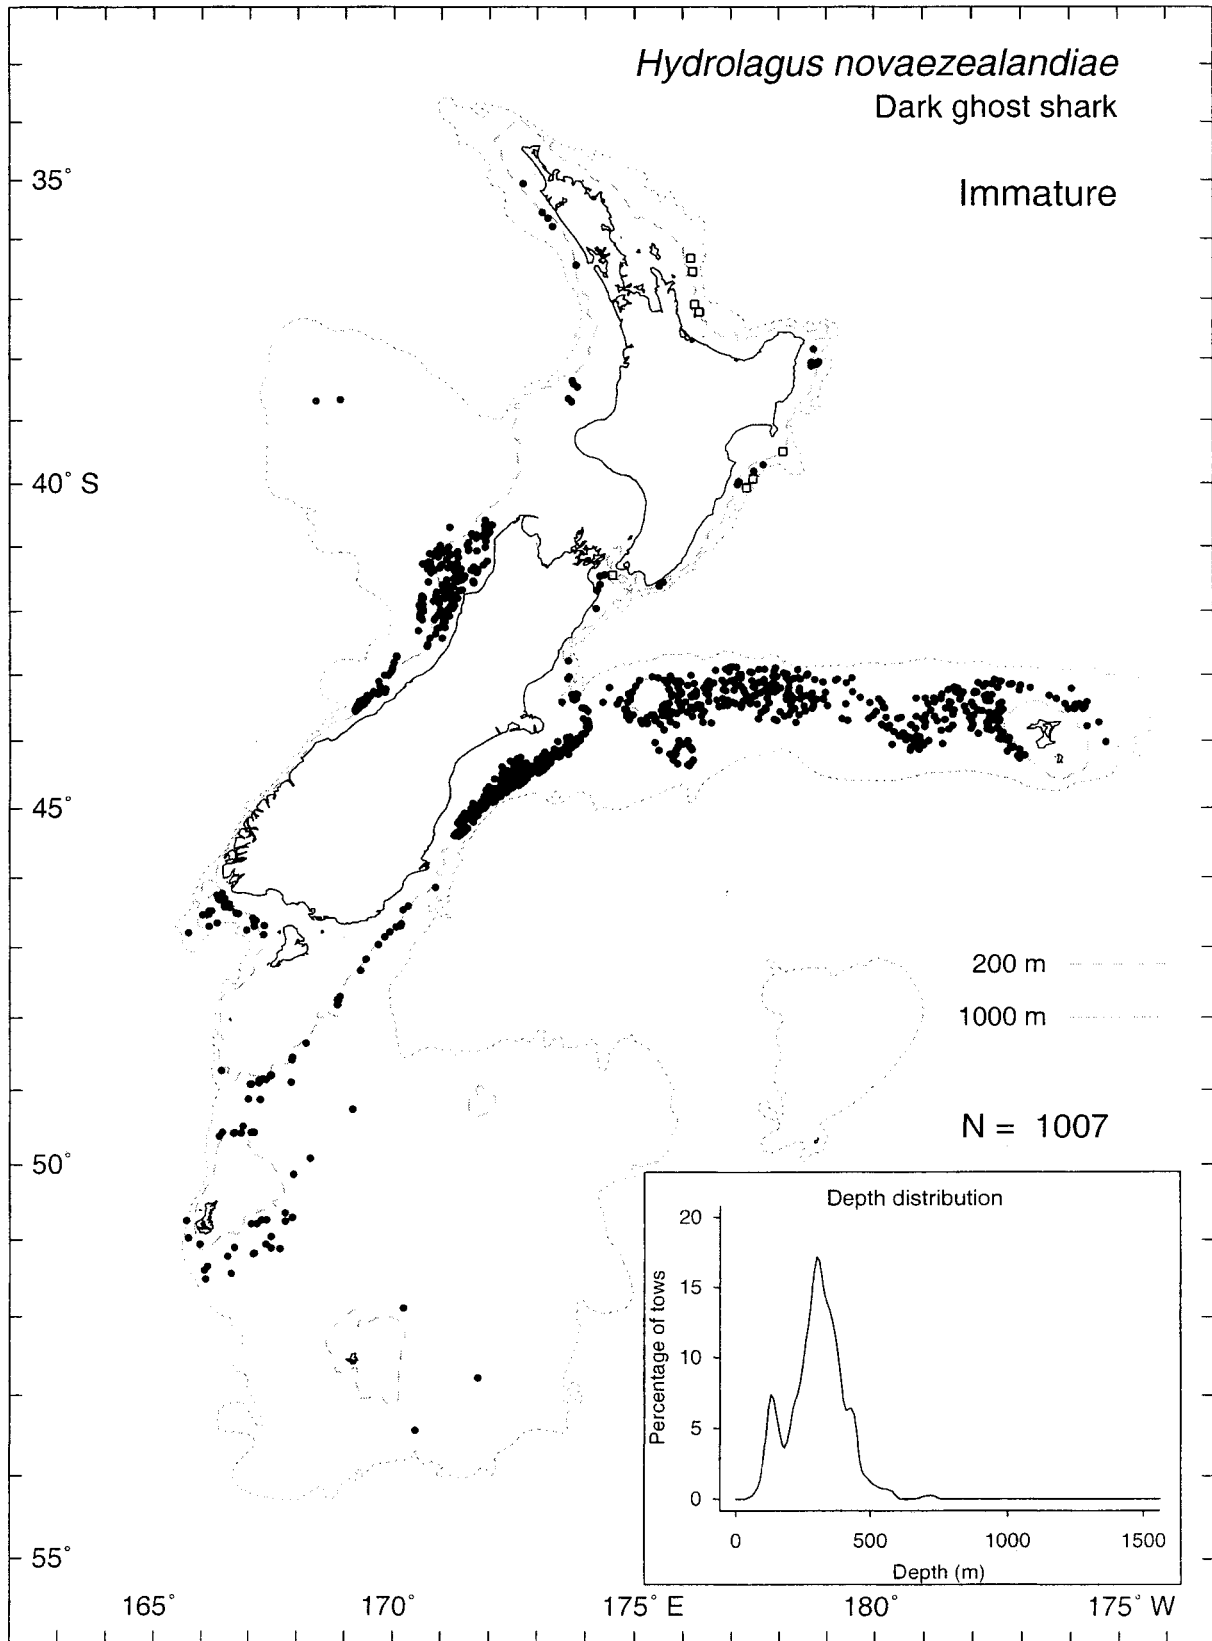 Hydrolagus novaezealandiae
Dark ghost shark
Immature
35°
40° S
45°
200 m
1000 m
N = 1007
50°
Depth distribution
20
15
10
5
0
Percentage of tows
0 500 1000 1500
Depth (m)
55°
165° 170° 175° E 180° 175° W